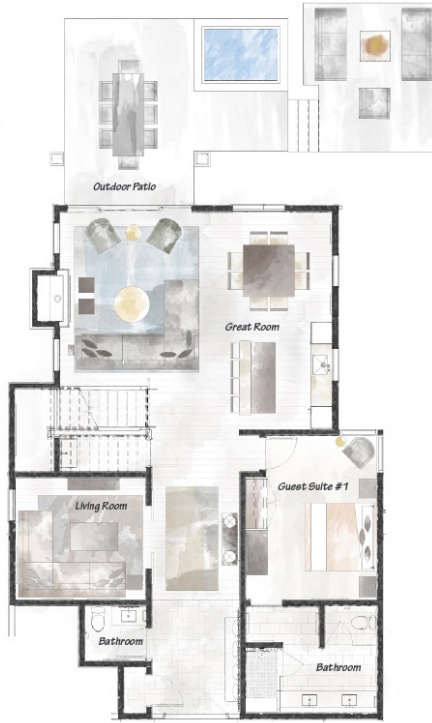 Outdoor Patio
Great Room
Guest Suite #1
Living Room
Bathroom
Bathroom